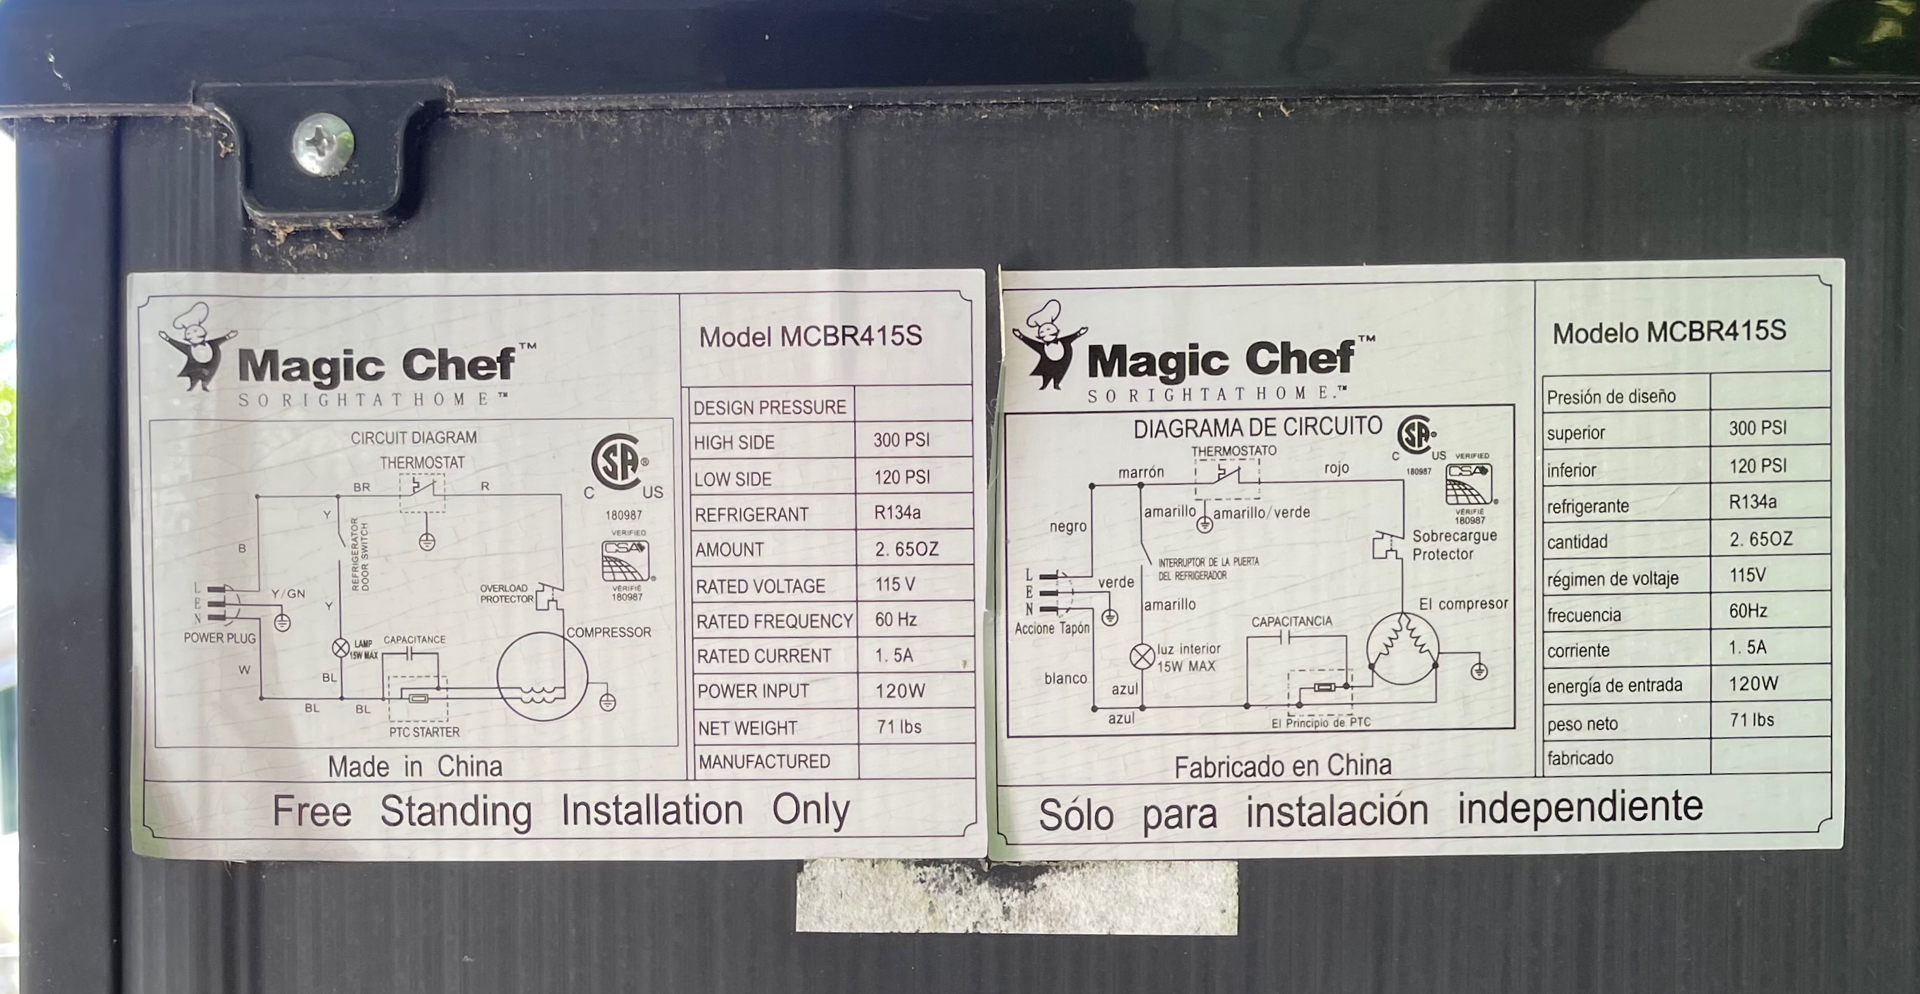 Magic Chef™
SO RIGHT AT HOME™
Model MCBR415S
CIRCUIT DIAGRAM
THERMOSTAT
BR
R
Y
REFRIGERATOR
DOOR SWITCH
B
L
E
N
Y/GN
POWER PLUG
Y
W
LAMP
15W MAX
CAPACITANCE
OVERLOAD
PROTECTOR
COMPRESSOR
BL
BL
BL
PTC STARTER
SA®
C US
180987
VERIFIED
CSA
®
VÉRIFIÉ
180987
DESIGN PRESSURE
HIGH SIDE 300 PSI
LOW SIDE 120 PSI
REFRIGERANT R134a
AMOUNT 2. 65OZ
RATED VOLTAGE 115 V
RATED FREQUENCY 60 Hz
RATED CURRENT 1. 5A
POWER INPUT 120W
NET WEIGHT 71 lbs
MANUFACTURED
Made in China
Free Standing Installation Only
Magic Chef™
SO RIGHT AT HOME.™
Modelo MCBR415S
DIAGRAMA DE CIRCUITO
THERMOSTATO
marrón
rojo
amarillo
amarillo/verde
negro
INTERRUPTOR DE LA PUERTA
DEL REFRIGERADOR
L
E
N
verde
Accione Tapón
amarillo
blanco
luz interior
15W MAX
azul
azul
CAPACITANCIA
Sobrecargue
Protector
El compresor
El Principio de PTC
SA®
C US
180987
VERIFIED
CSA
®
VÉRIFIÉ
180987
Presión de diseño
superior 300 PSI
inferior 120 PSI
refrigerante R134a
cantidad 2. 65OZ
régimen de voltaje 115V
frecuencia 60Hz
corriente 1. 5A
energía de entrada 120W
peso neto 71 lbs
fabricado
Fabricado en China
Sólo para instalación independiente